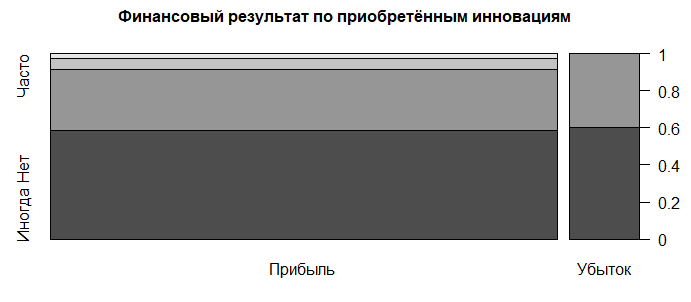 Финансовый результат по приобретённым инновациям
Часто
Иногда Нет
1
0.8
0.6
0.4
0.2
0
Прибыль
Убыток